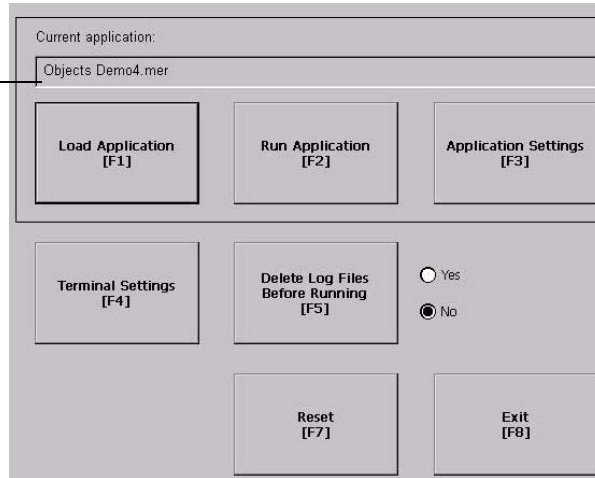 Current application:
Objects Demo4.mer
Load Application
[F1]
Run Application
[F2]
Application Settings
[F3]
Terminal Settings
[F4]
Delete Log Files
Before Running
[F5]
Yes
No
Reset
[F7]
Exit
[F8]